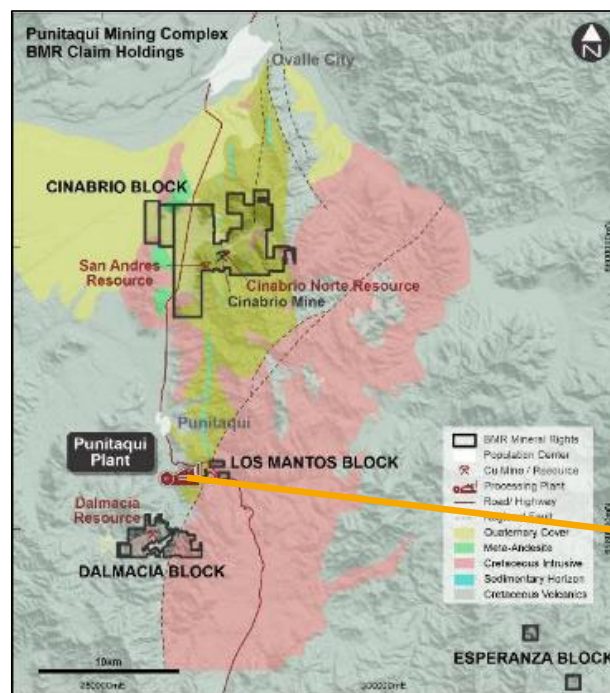 Punitaqui Mining Complex
BMR Claim Holdings
N
Ovalle City
CINABRIO BLOCK
San Andres
Resource
Cinabrio Norte Resource
Cinabrio Mine
Punitaqui
Punitaqui
Plant
LOS MANTOS BLOCK
Dalmacia
Resource
DALMACIA BLOCK
BMR Mineral Rights
Population Center
Cu Mine / Resource
Processing Plant
Road/ Highway
Quaternary Cover
Meta-Andesite
Cretaceous Intrusive
Sedimentary Horizon
Cretaceous Volcanics
ESPERANZA BLOCK
10km
300000mE